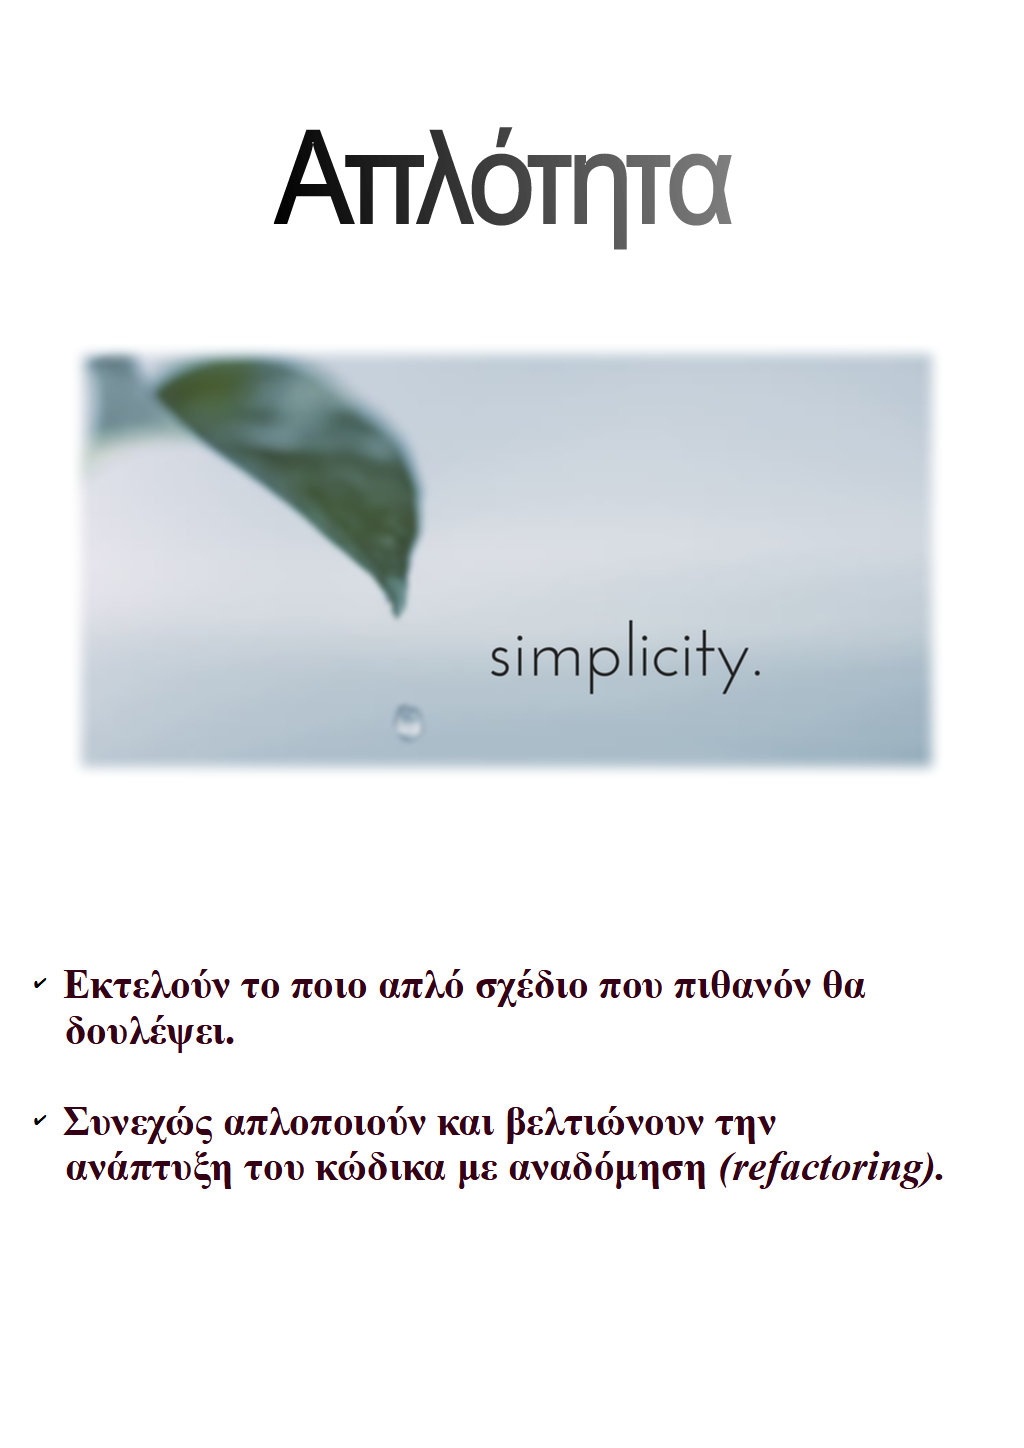 Απλότητα
simplicity.
✔ Εκτελούν το ποιο απλό σχέδιο που πιθανόν θα
δουλέψει.
✔ Συνεχώς απλοποιούν και βελτιώνουν την
ανάπτυξη του κώδικα με αναδόμηση (refactoring).